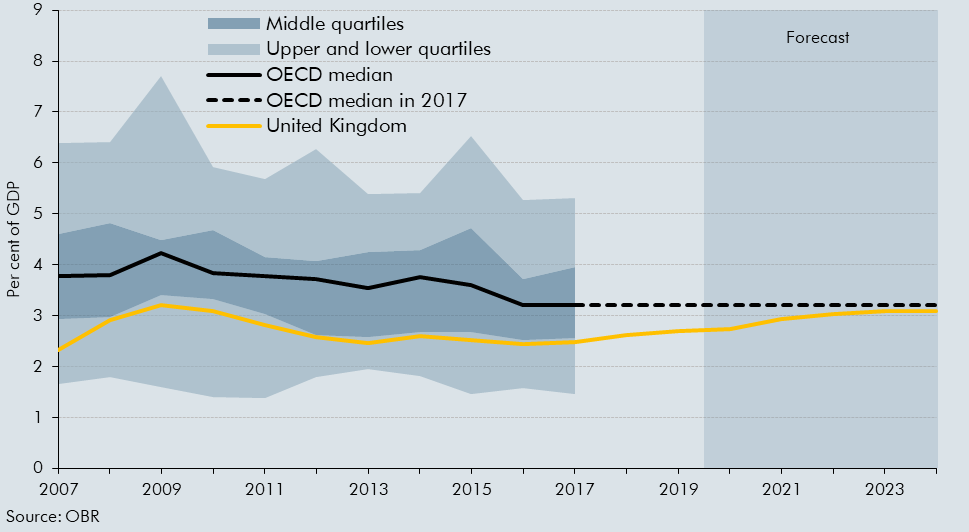 Middle quartiles
Upper and lower quartiles
OECD median
OECD median in 2017
United Kingdom
Forecast
Per cent of GDP
9
8
7
6
5
4
3
2
1
0
2007 2009 2011 2013 2015 2017 2019 2021 2023
Source: OBR